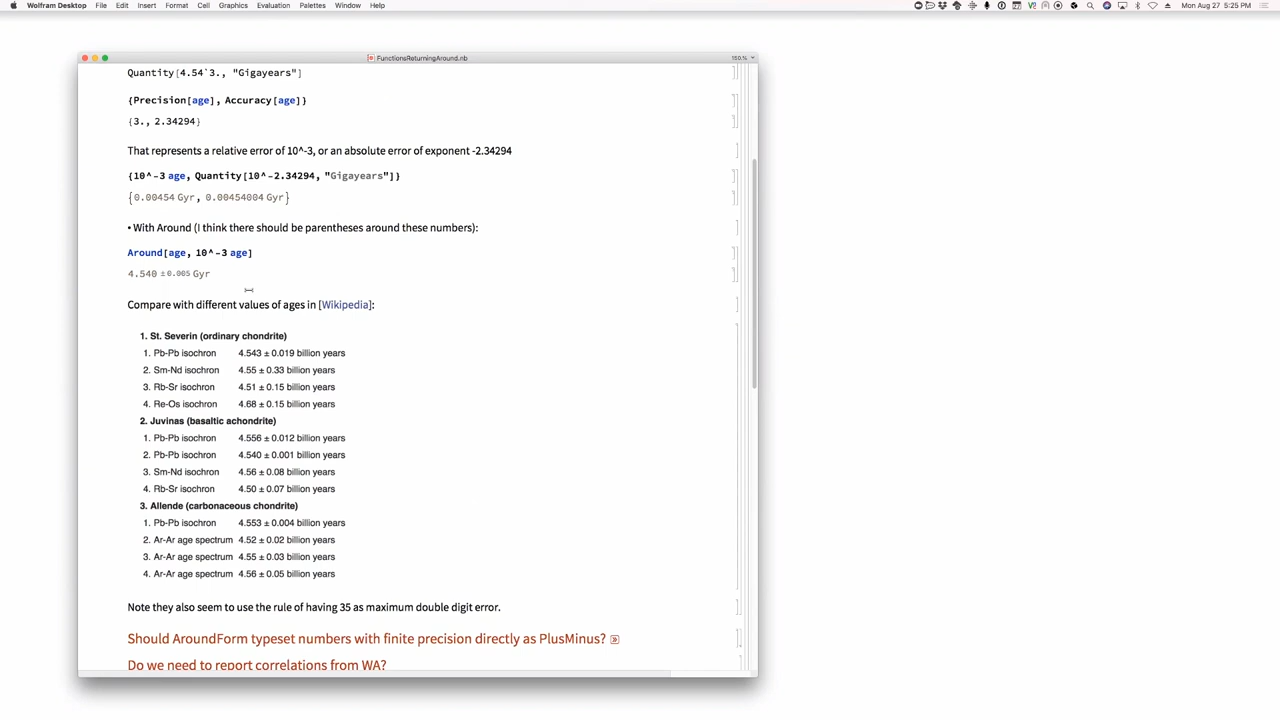 Wolfram Desktop File Edit Insert Format Cell Graphics Evaluation Palettes Window Help Mon Aug 27 5:25 PM
FunctionsReturningAround.nb 150%
Quantity[4.54`3., "Gigayears"]
{Precision[age], Accuracy[age]}
{3., 2.34294}
That represents a relative error of 10^-3, or an absolute error of exponent -2.34294
{10^-3 age, Quantity[10^-2.34294, "Gigayears"]}
{0.00454 Gyr, 0.00454004 Gyr}
• With Around (I think there should be parentheses around these numbers):
Around[age, 10^-3 age]
4.540 ±0.005 Gyr
Compare with different values of ages in [Wikipedia]:
1. St. Severin (ordinary chondrite)
1. Pb-Pb isochron 4.543 ± 0.019 billion years
2. Sm-Nd isochron 4.55 ± 0.33 billion years
3. Rb-Sr isochron 4.51 ± 0.15 billion years
4. Re-Os isochron 4.68 ± 0.15 billion years
2. Juvinas (basaltic achondrite)
1. Pb-Pb isochron 4.556 ± 0.012 billion years
2. Pb-Pb isochron 4.540 ± 0.001 billion years
3. Sm-Nd isochron 4.56 ± 0.08 billion years
4. Rb-Sr isochron 4.50 ± 0.07 billion years
3. Allende (carbonaceous chondrite)
1. Pb-Pb isochron 4.553 ± 0.004 billion years
2. Ar-Ar age spectrum 4.52 ± 0.02 billion years
3. Ar-Ar age spectrum 4.55 ± 0.03 billion years
4. Ar-Ar age spectrum 4.56 ± 0.05 billion years
Note they also seem to use the rule of having 35 as maximum double digit error.
Should AroundForm typeset numbers with finite precision directly as PlusMinus? »
Do we need to report correlations from WA?